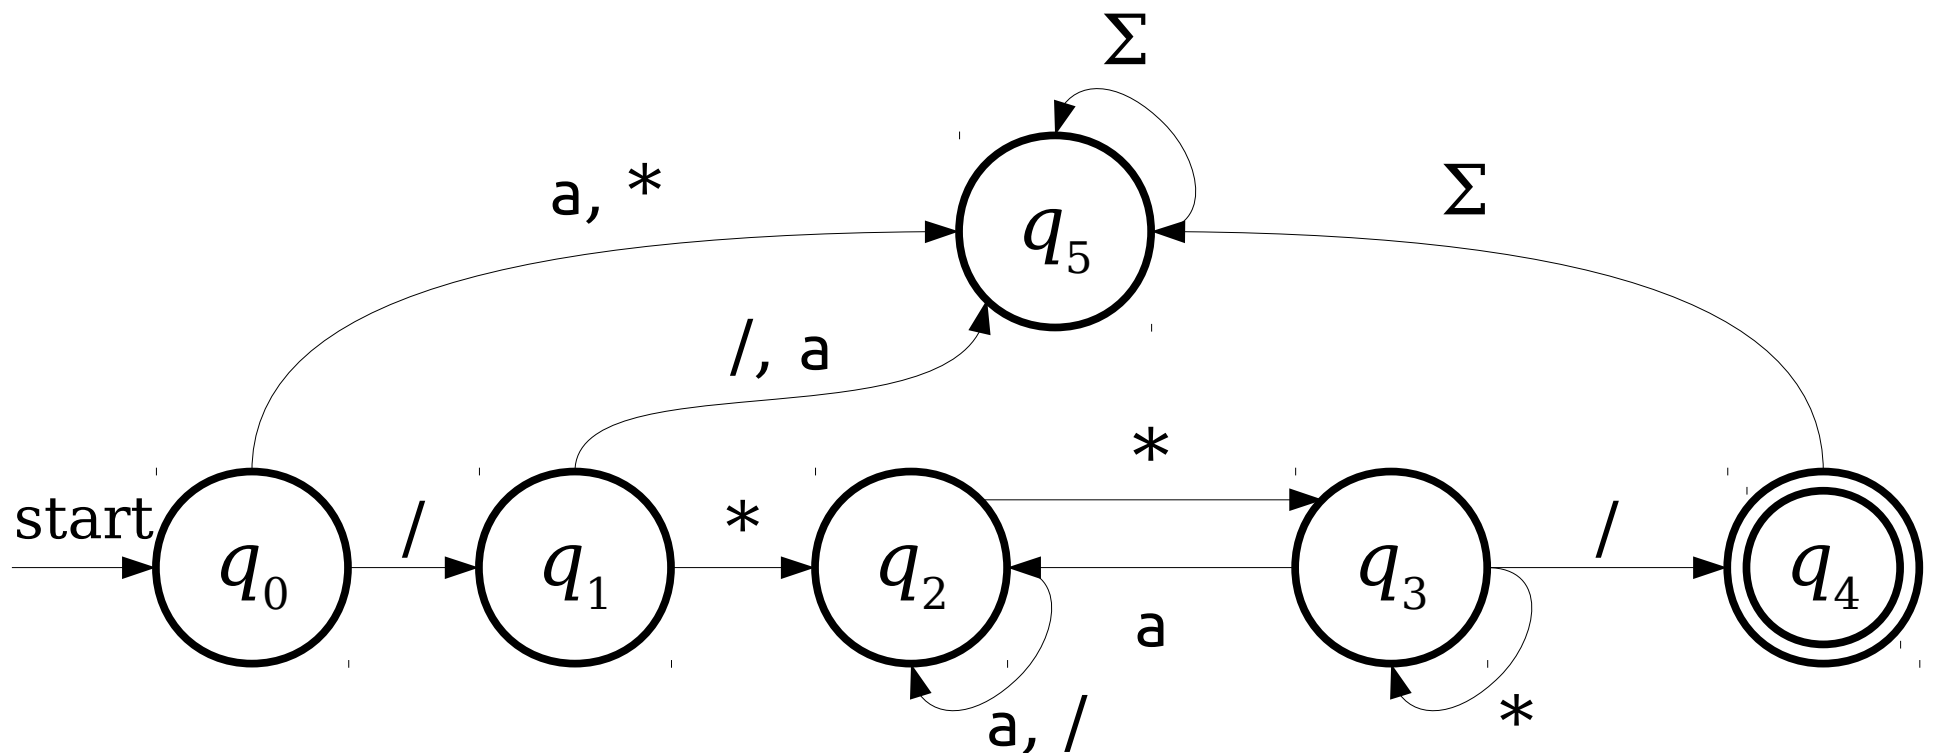 Σ
a, *
Σ
q5
/, a
*
start
/
*
/
q0
q1
q2
q3
q4
a
a, /
*